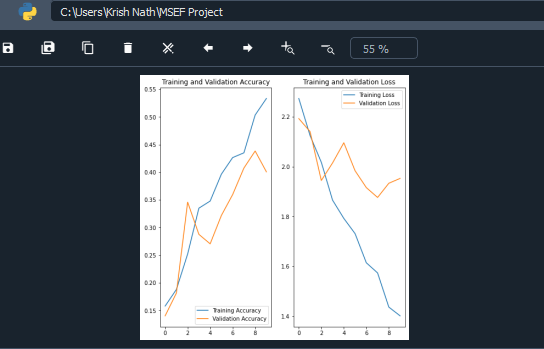 C:\Users\Krish Nath\MSEF Project
55 %
Training and Validation Accuracy
0.55
0.50
0.45
0.40
0.35
0.30
0.25
0.20
0.15
0 2 4 6 8
Training Accuracy
Validation Accuracy
Training and Validation Loss
Training Loss
Validation Loss
2.2
2.0
1.8
1.6
1.4
0 2 4 6 8